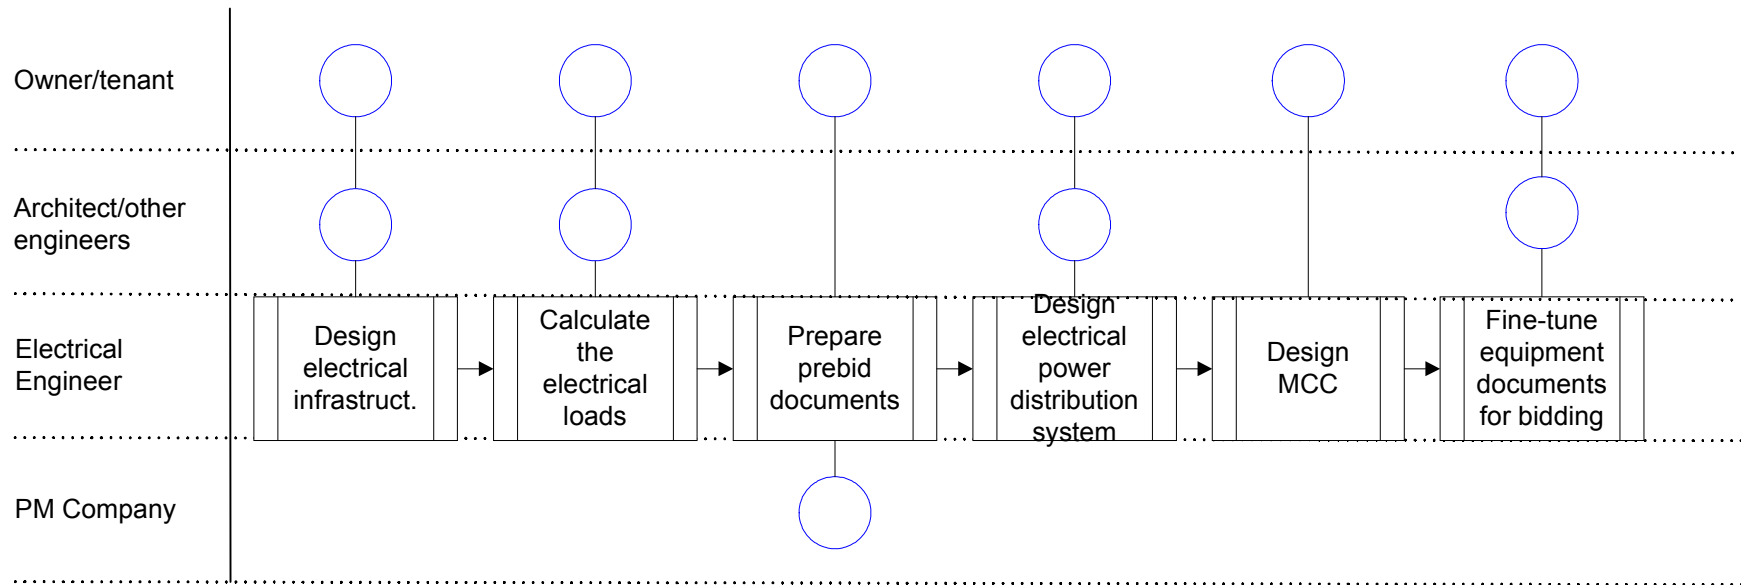 Owner/tenant
Architect/other
engineers
Electrical
Engineer
Design
electrical
infrastruct.
Calculate
the
electrical
loads
Prepare
prebid
documents
Design
electrical
power
distribution
system
Design
MCC
Fine-tune
equipment
documents
for bidding
PM Company